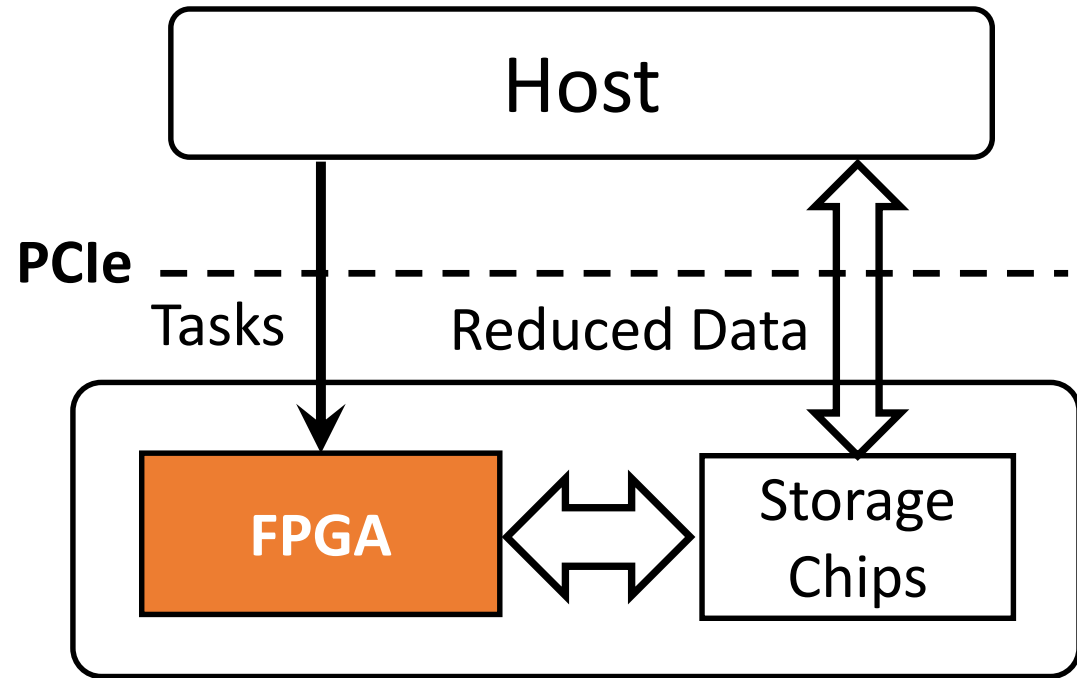 Host
PCIe
Tasks
Reduced Data
FPGA
Storage
Chips